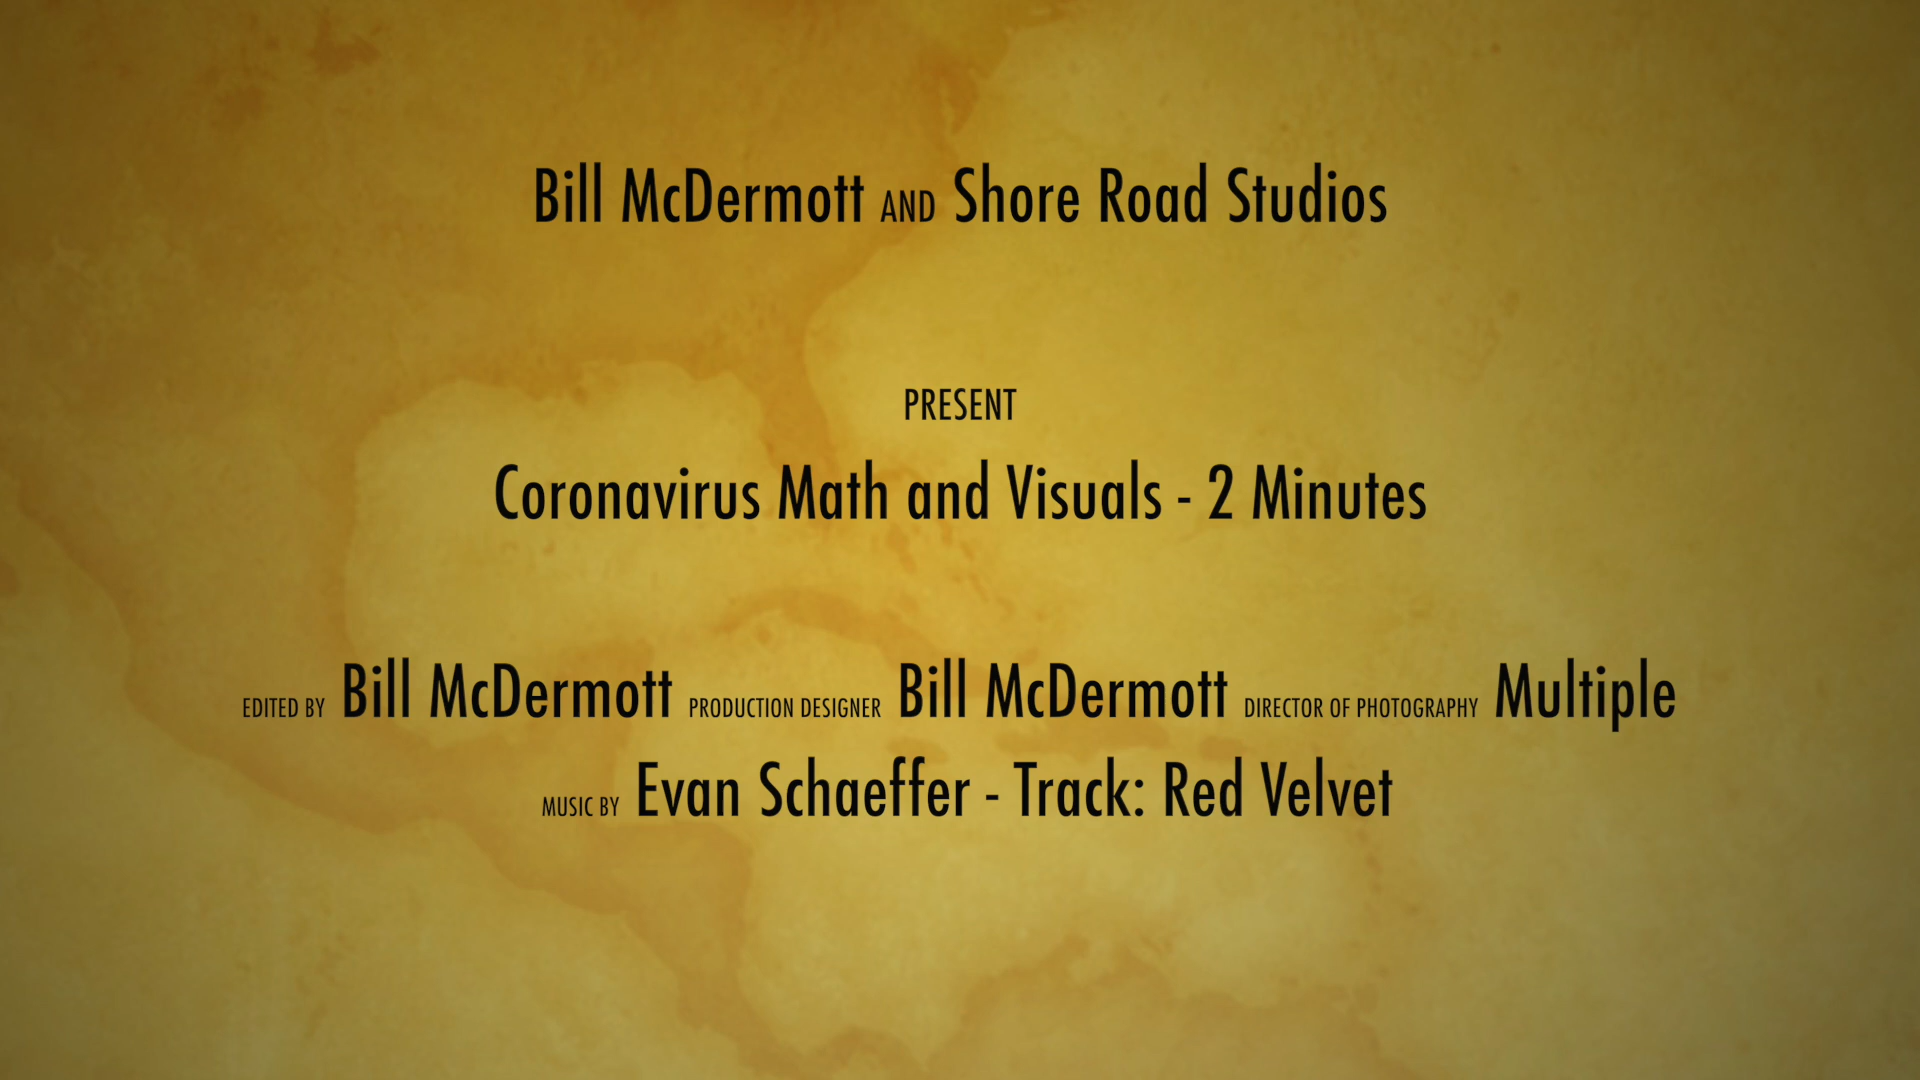 Bill McDermott AND Shore Road Studios
PRESENT
Coronavirus Math and Visuals - 2 Minutes
EDITED BY Bill McDermott PRODUCTION DESIGNER Bill McDermott DIRECTOR OF PHOTOGRAPHY Multiple
MUSIC BY Evan Schaeffer - Track: Red Velvet